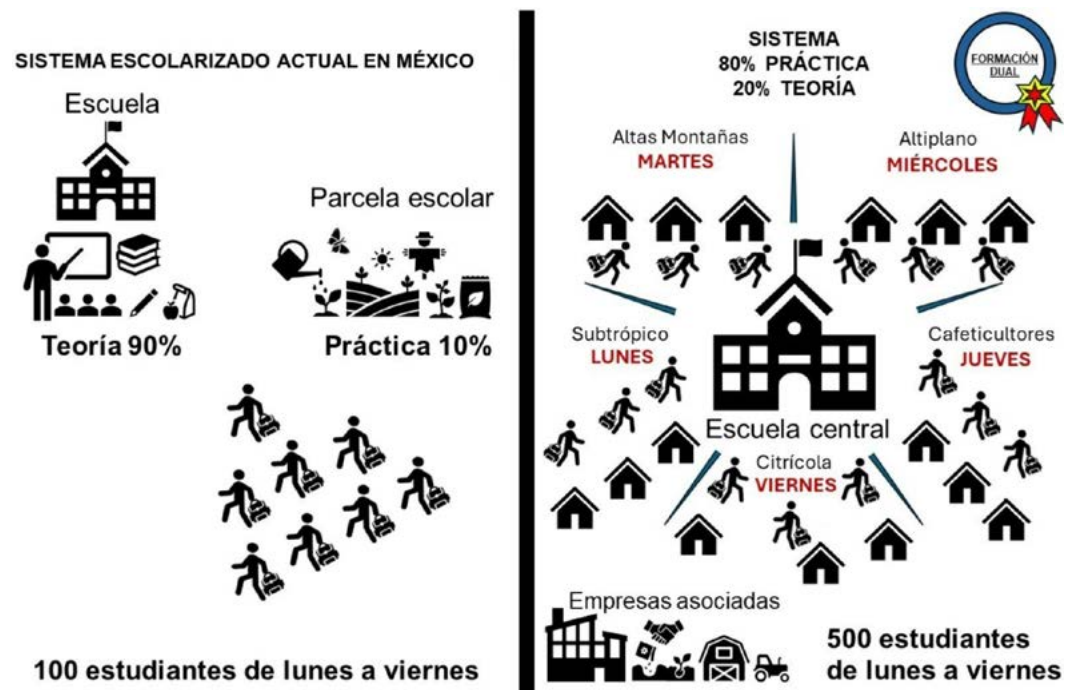 SISTEMA ESCOLARIZADO ACTUAL EN MÉXICO
Escuela
Parcela escolar
Teoría 90%
Práctica 10%
100 estudiantes de lunes a viernes
SISTEMA
80% PRÁCTICA
20% TEORÍA
FORMACIÓN
DUAL
Altas Montañas
MARTES
Altiplano
MIÉRCOLES
Subtrópico
LUNES
Cafeticultores
JUEVES
Escuela central
Citrícola
VIERNES
Empresas asociadas
500 estudiantes
de lunes a viernes